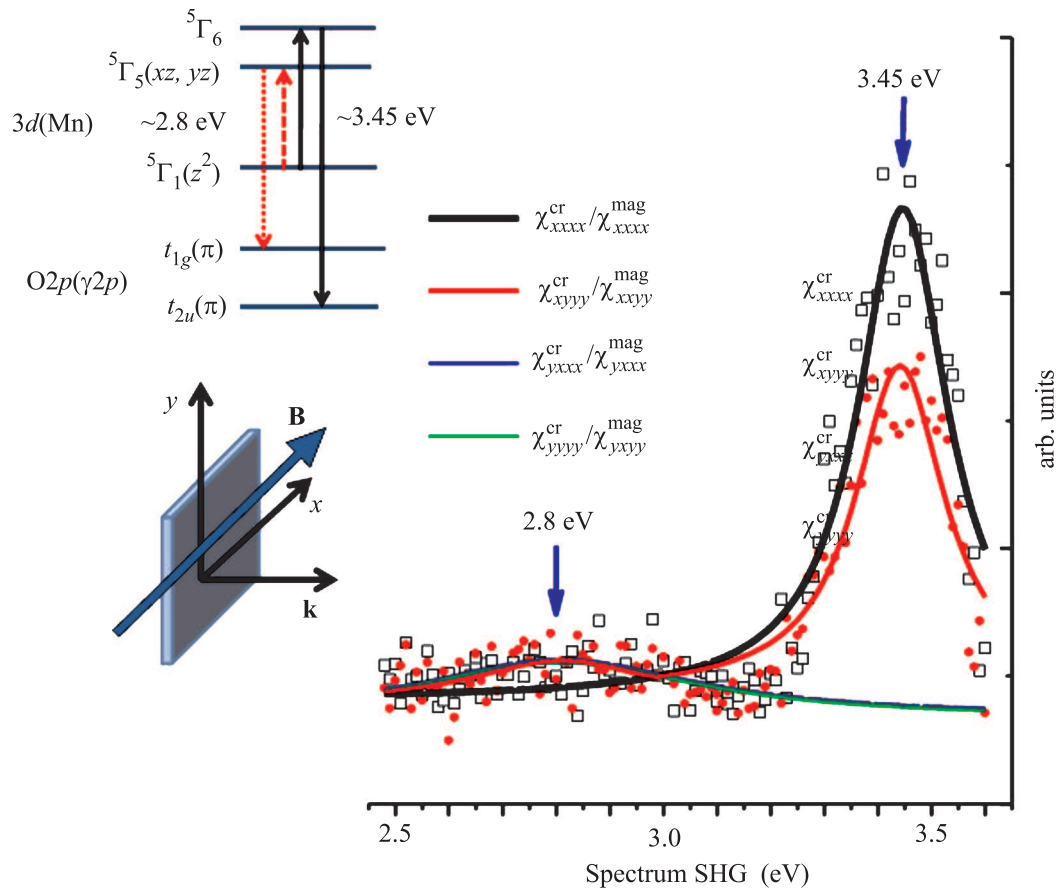 ⁵Γ₆
⁵Γ₅(xz, yz)
3d(Mn)
~2.8 eV
~3.45 eV
⁵Γ₁(z²)
t₁g(π)
O2p(γ2p)
t₂u(π)
y
B
x
k
χ^cr_xxxx/χ^mag_xxxx
χ^cr_xyyy/χ^mag_xxyy
χ^cr_yxxx/χ^mag_yxxx
χ^cr_yyyy/χ^mag_yxyy
2.8 eV
3.45 eV
χ^cr_xxxx
χ^cr_xyyy
χ^cr_yxxx
χ^cr
arb. units
2.5
3.0
3.5
Spectrum SHG (eV)